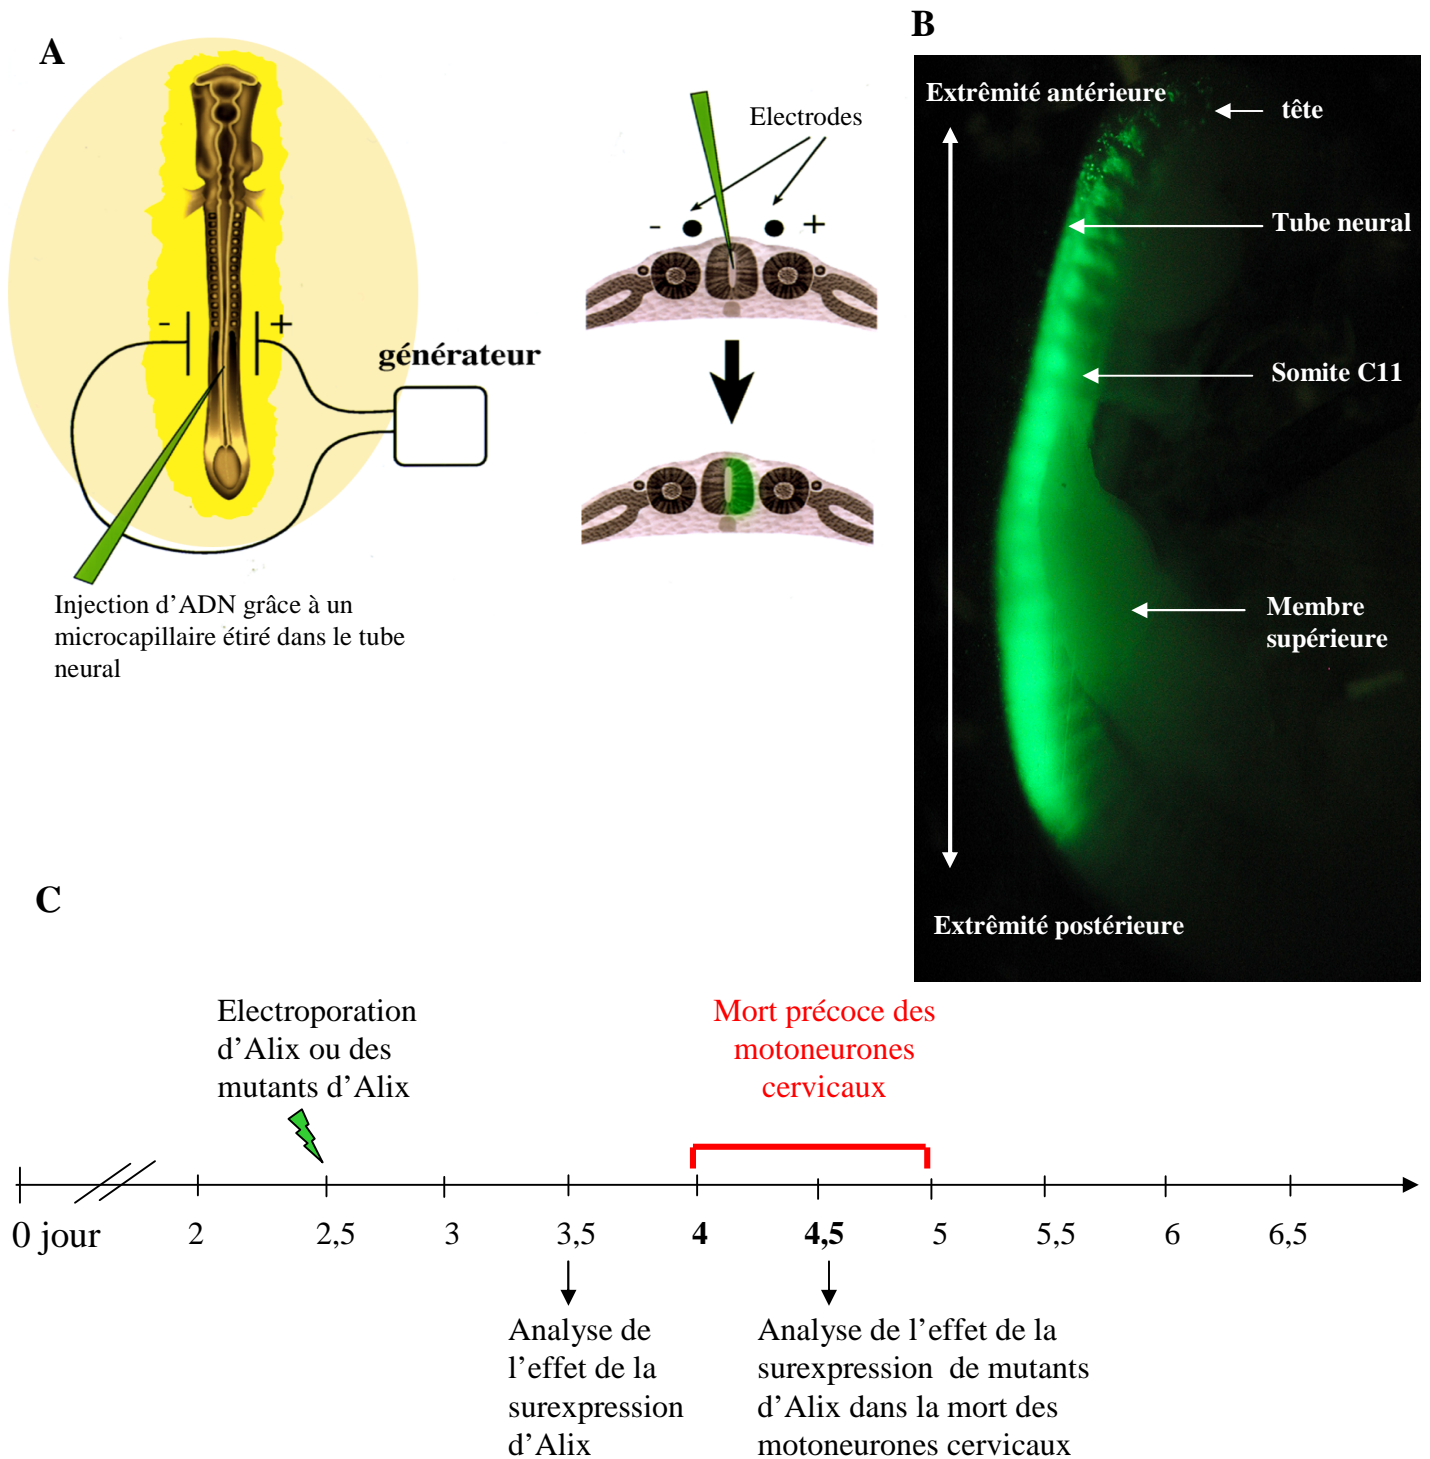 A
-
+
générateur
Injection d’ADN grâce à un
microcapillaire étiré dans le tube
neural
Electrodes
-
+
B
Extrêmité antérieure
tête
Tube neural
Somite C11
Membre
supérieure
Extrêmité postérieure
C
Electroporation
d’Alix ou des
mutants d’Alix
Mort précoce des
motoneurones
cervicaux
0 jour 2 2,5 3 3,5 4 4,5 5 5,5 6 6,5
Analyse de
l’effet de la
surexpression
d’Alix
Analyse de l’effet de la
surexpression de mutants
d’Alix dans la mort des
motoneurones cervicaux